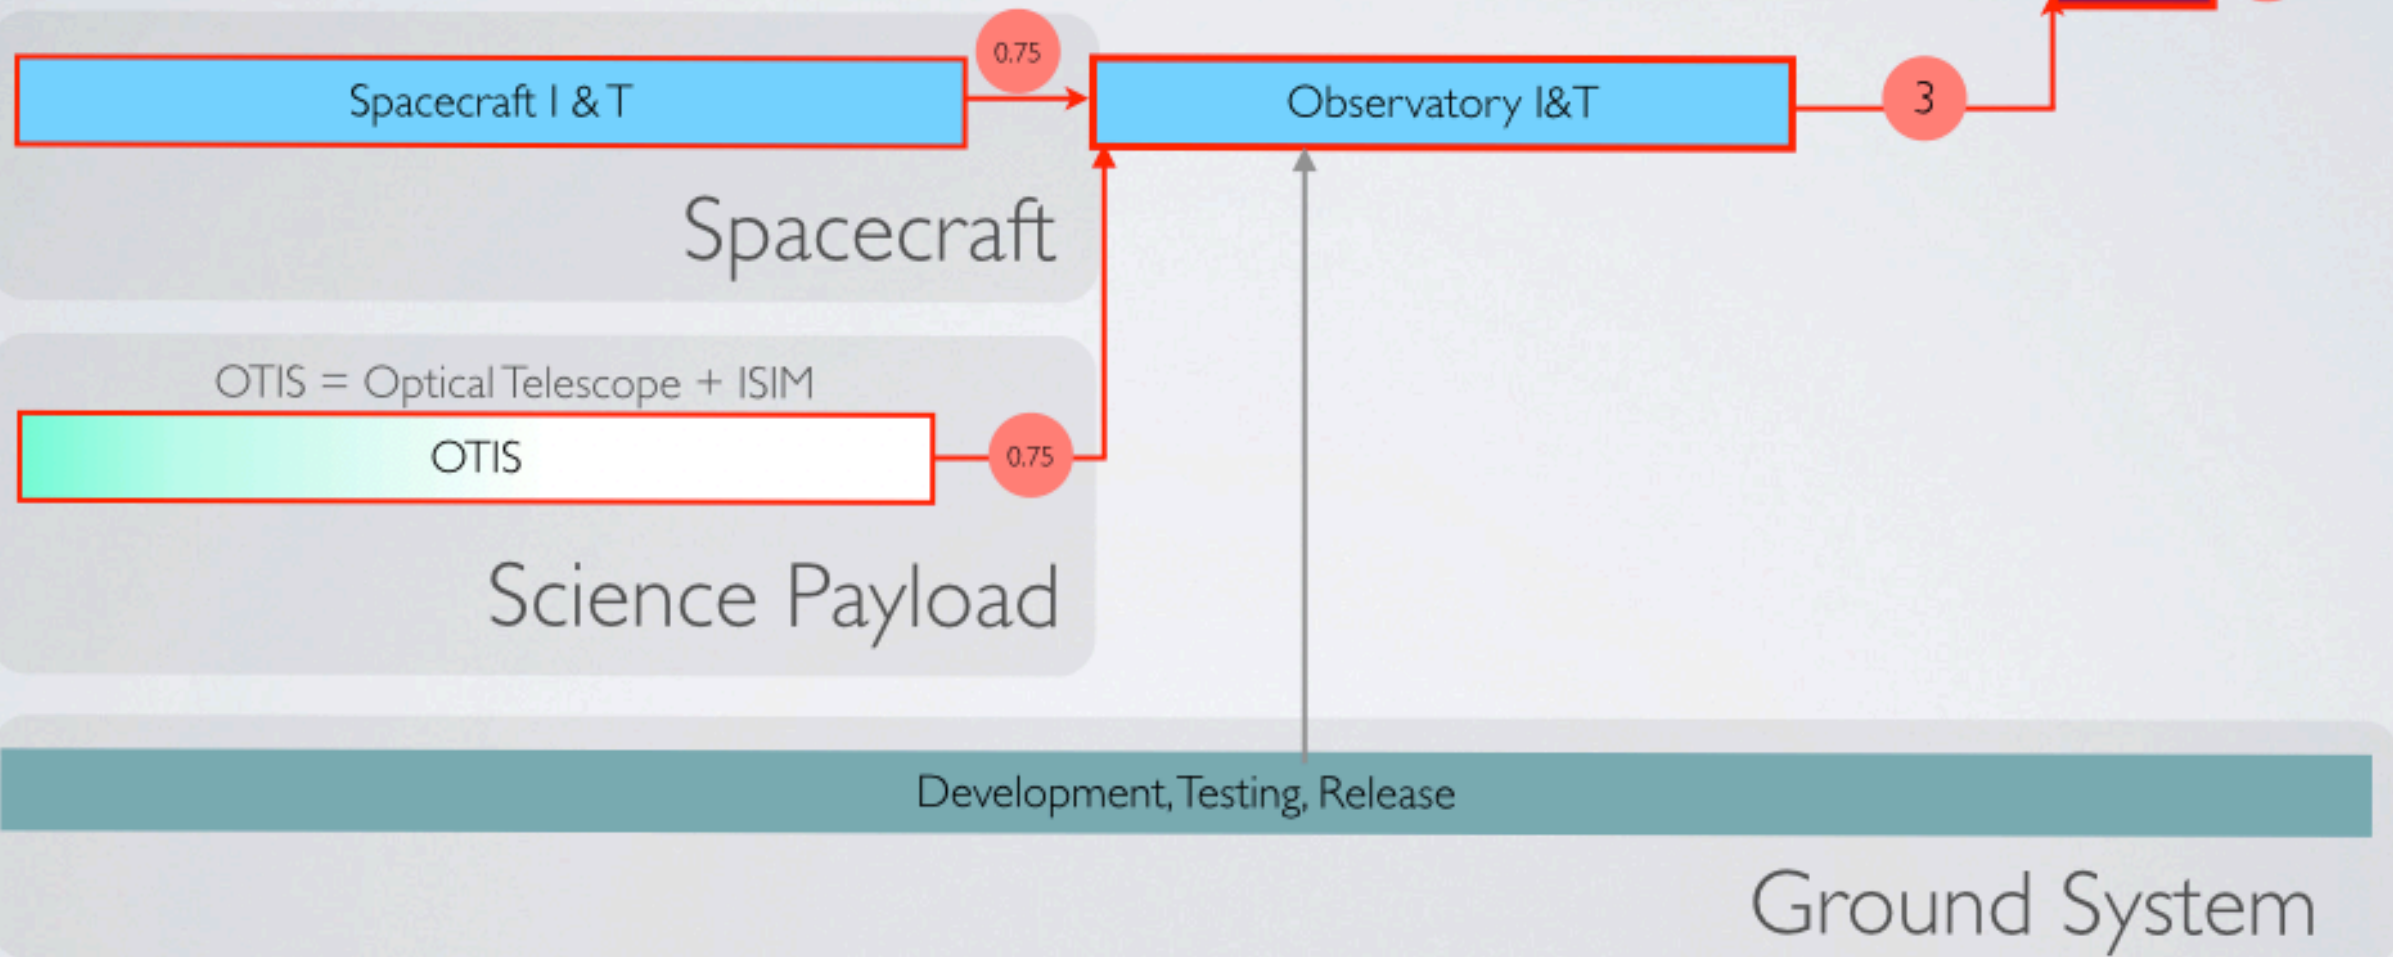 0.75
Spacecraft I & T
Observatory I&T
3
Spacecraft
OTIS = Optical Telescope + ISIM
OTIS
0.75
Science Payload
Development, Testing, Release
Ground System